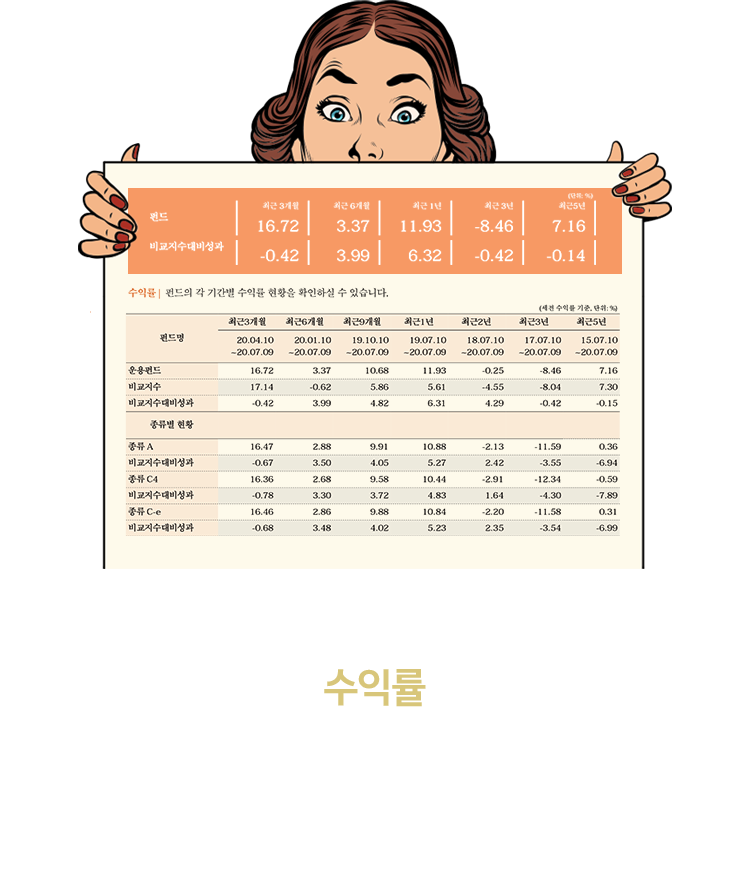 (단위: %)
최근 3개월 최근 6개월 최근 1년 최근 3년 최근5년
펀드 16.72 3.37 11.93 -8.46 7.16
비교지수대비성과 -0.42 3.99 6.32 -0.42 -0.14
수익률 | 펀드의 각 기간별 수익률 현황을 확인하실 수 있습니다.
(세전 수익률 기준, 단위: %)
펀드명 최근3개월 최근6개월 최근9개월 최근1년 최근2년 최근3년 최근5년
20.04.10 20.01.10 19.10.10 19.07.10 18.07.10 17.07.10 15.07.10
~20.07.09 ~20.07.09 ~20.07.09 ~20.07.09 ~20.07.09 ~20.07.09 ~20.07.09
운용펀드 16.72 3.37 10.68 11.93 -0.25 -8.46 7.16
비교지수 17.14 -0.62 5.86 5.61 -4.55 -8.04 7.30
비교지수대비성과 -0.42 3.99 4.82 6.31 4.29 -0.42 -0.15
종류별 현황
종류 A 16.47 2.88 9.91 10.88 -2.13 -11.59 0.36
비교지수대비성과 -0.67 3.50 4.05 5.27 2.42 -3.55 -6.94
종류 C4 16.36 2.68 9.58 10.44 -2.91 -12.34 -0.59
비교지수대비성과 -0.78 3.30 3.72 4.83 1.64 -4.30 -7.89
종류 C-e 16.46 2.86 9.88 10.84 -2.20 -11.58 0.31
비교지수대비성과 -0.68 3.48 4.02 5.23 2.35 -3.54 -6.99
수익률